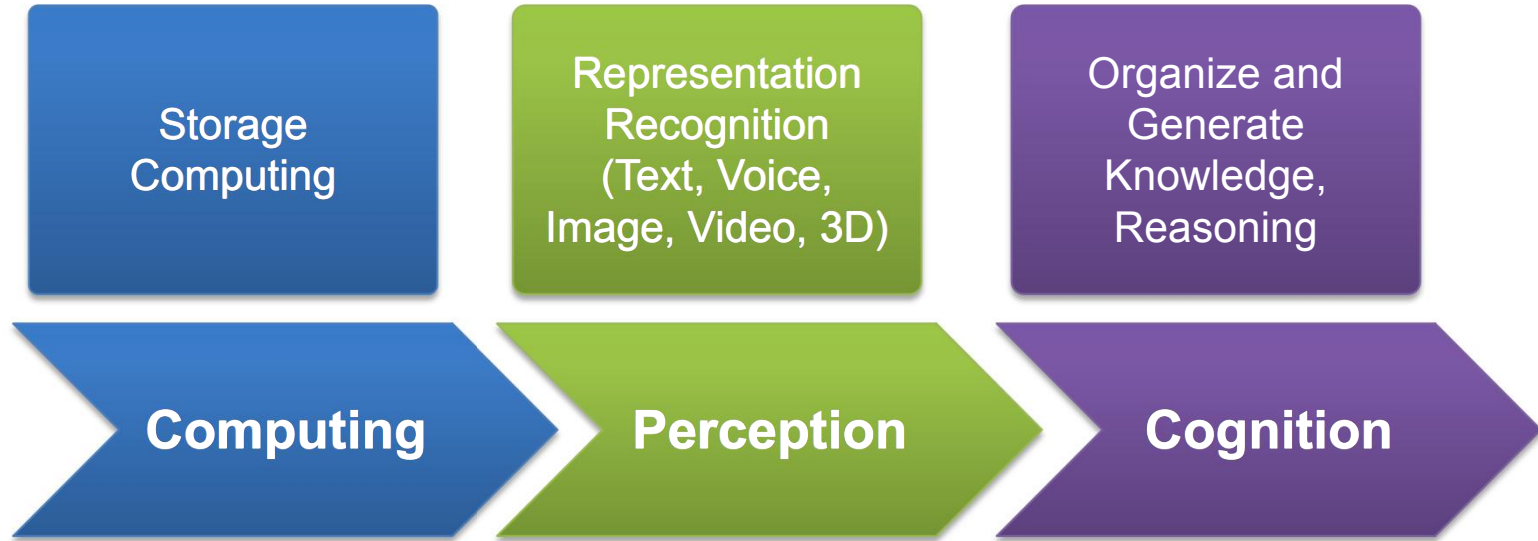 Storage
Computing
Representation
Recognition
(Text, Voice,
Image, Video, 3D)
Organize and
Generate
Knowledge,
Reasoning
Computing
Perception
Cognition